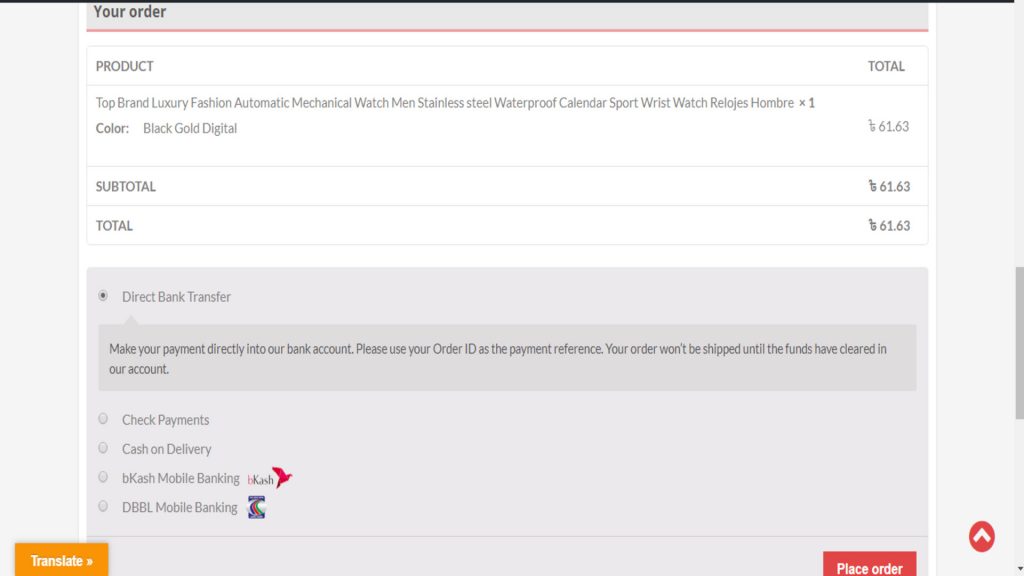 Your order
PRODUCT TOTAL
Top Brand Luxury Fashion Automatic Mechanical Watch Men Stainless steel Waterproof Calendar Sport Wrist Watch Relojes Hombre × 1
Color: Black Gold Digital
৳ 61.63
SUBTOTAL ৳ 61.63
TOTAL ৳ 61.63
Direct Bank Transfer
Make your payment directly into our bank account. Please use your Order ID as the payment reference. Your order won't be shipped until the funds have cleared in
our account.
Check Payments
Cash on Delivery
bKash Mobile Banking bKash
DBBL Mobile Banking
Translate »
Place order